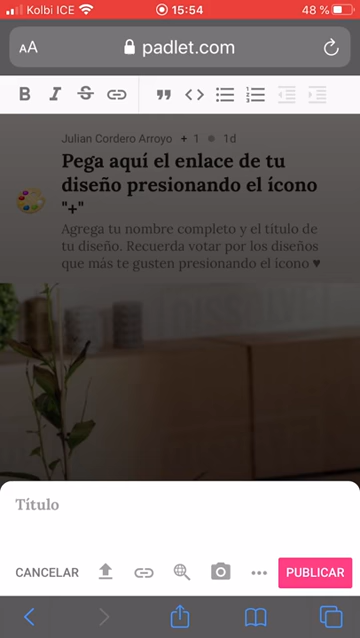 Kolbi ICE
15:54
48 %
AA
padlet.com
B I S
Julian Cordero Arroyo + 1 1d
Pega aquí el enlace de tu
diseño presionando el ícono
"+"
Agrega tu nombre completo y el título de
tu diseño. Recuerda votar por los diseños
que más te gusten presionando el icono ♥
Título
CANCELAR
PUBLICAR